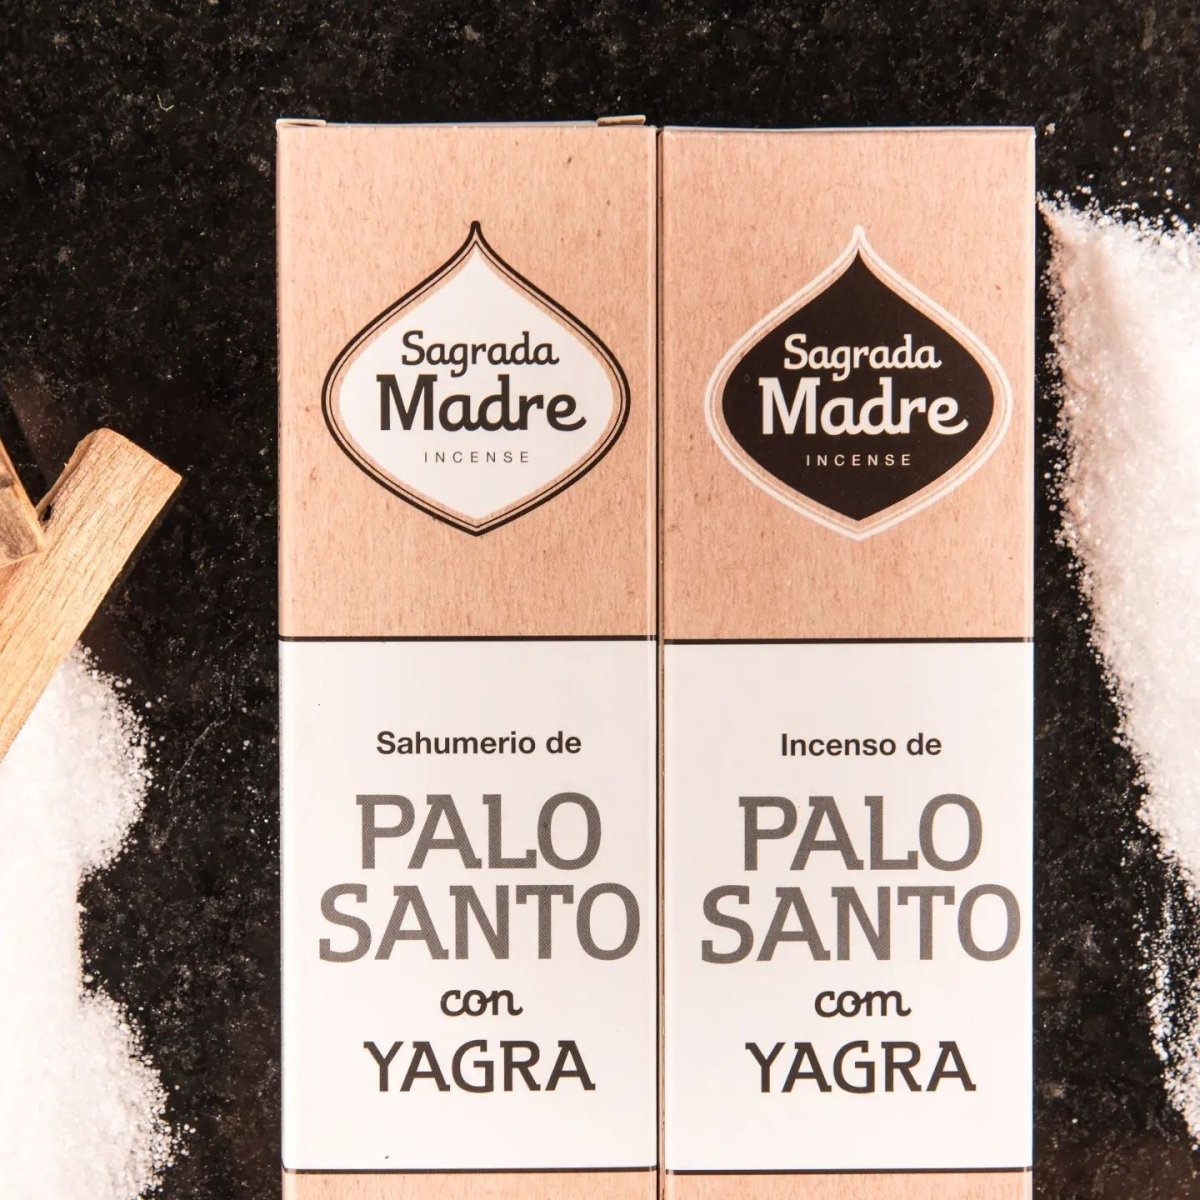 Sagrada
Madre
INCENSE
Sahumerio de
PALO
SANTO
con
YAGRA
Sagrada
Madre
INCENSE
Incenso de
PALO
SANTO
com
YAGRA